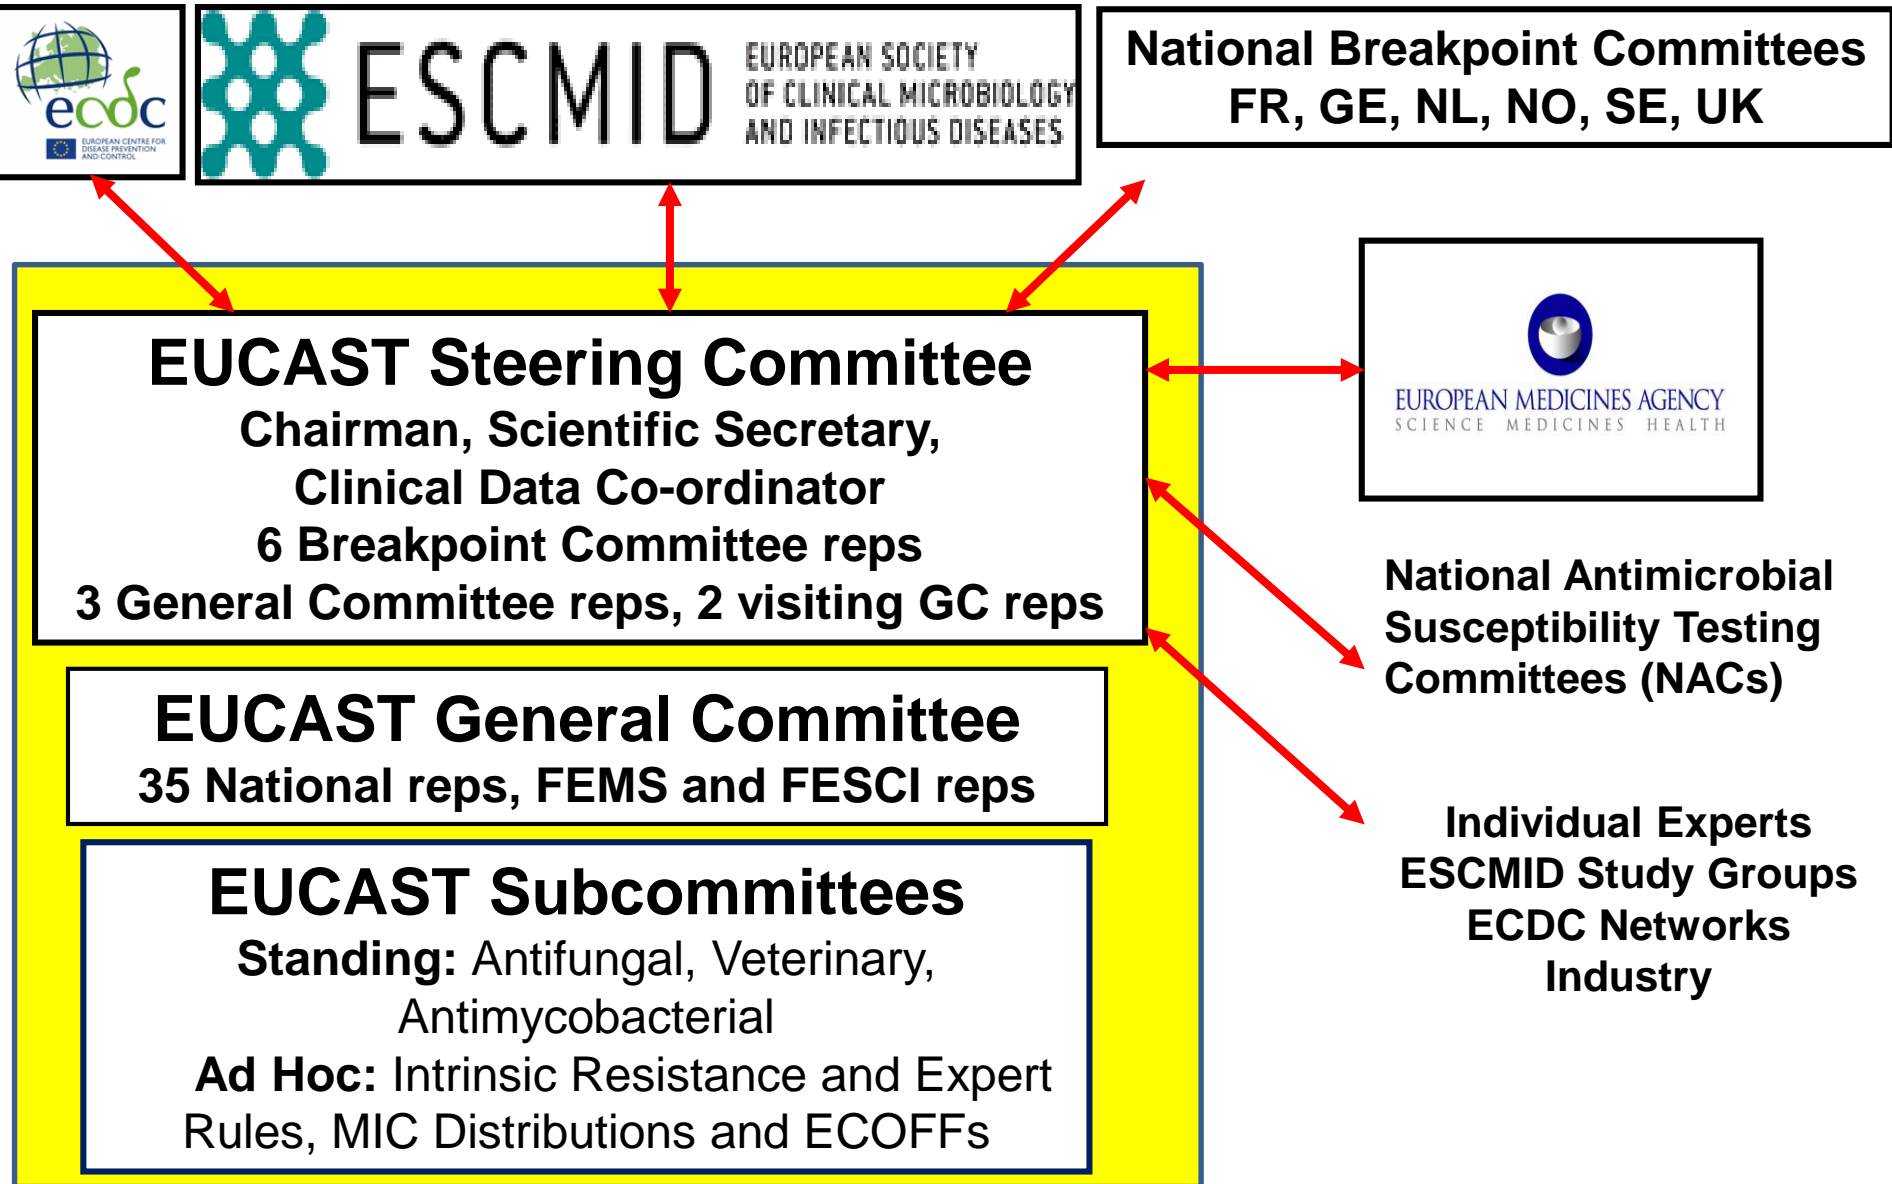 ecdc
EUROPEAN CENTRE FOR
DISEASE PREVENTION
AND CONTROL
ESCMID
EUROPEAN SOCIETY
OF CLINICAL MICROBIOLOGY
AND INFECTIOUS DISEASES
National Breakpoint Committees
FR, GE, NL, NO, SE, UK
EUCAST Steering Committee
Chairman, Scientific Secretary,
Clinical Data Co-ordinator
6 Breakpoint Committee reps
3 General Committee reps, 2 visiting GC reps
EUROPEAN MEDICINES AGENCY
SCIENCE MEDICINES HEALTH
National Antimicrobial
Susceptibility Testing
Committees (NACs)
EUCAST General Committee
35 National reps, FEMS and FESCI reps
Individual Experts
ESCMID Study Groups
ECDC Networks
Industry
EUCAST Subcommittees
Standing: Antifungal, Veterinary,
Antimycobacterial
Ad Hoc: Intrinsic Resistance and Expert
Rules, MIC Distributions and ECOFFs